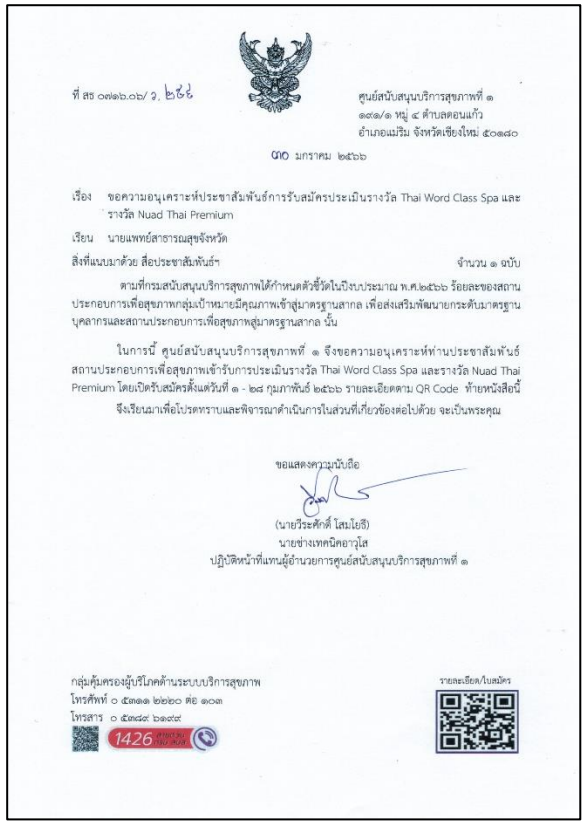 ที่ สธ ๐๗๑๖.๐๖/ว. ๒๕๕
ศูนย์สนับสนุนบริการสุขภาพที่ ๑
๑๙๑/๑ หมู่ ๔ ตำบลดอนแก้ว
อำเภอแม่ริม จังหวัดเชียงใหม่ ๕๐๑๘๐
๓๐ มกราคม ๒๕๖๖
เรื่อง ขอความอนุเคราะห์ประชาสัมพันธ์การรับสมัครประเมินรางวัล Thai Word Class Spa และ
รางวัล Nuad Thai Premium
เรียน นายแพทย์สาธารณสุขจังหวัด
สิ่งที่แนบมาด้วย สื่อประชาสัมพันธ์ฯ จำนวน ๑ ฉบับ
ตามที่กรมสนับสนุนบริการสุขภาพได้กำหนดตัวชี้วัดในปีงบประมาณ พ.ศ.๒๕๖๖ ร้อยละของสถาน
ประกอบการเพื่อสุขภาพกลุ่มเป้าหมายมีคุณภาพเข้าสู่มาตรฐานสากล เพื่อส่งเสริมพัฒนายกระดับมาตรฐาน
บุคลากรและสถานประกอบการเพื่อสุขภาพสู่มาตรฐานสากล นั้น
ในการนี้ ศูนย์สนับสนุนบริการสุขภาพที่ ๑ จึงขอความอนุเคราะห์ท่านประชาสัมพันธ์
สถานประกอบการเพื่อสุขภาพเข้ารับการประเมินรางวัล Thai Word Class Spa และรางวัล Nuad Thai
Premium โดยเปิดรับสมัครตั้งแต่วันที่ ๑ - ๒๘ กุมภาพันธ์ ๒๕๖๖ รายละเอียดตาม QR Code ท้ายหนังสือนี้
จึงเรียนมาเพื่อโปรดทราบและพิจารณาดำเนินการในส่วนที่เกี่ยวข้องต่อไปด้วย จะเป็นพระคุณ
ขอแสดงความนับถือ
(นายวีระศักดิ์ โสมโยธี)
นายช่างเทคนิคอาวุโส
ปฏิบัติหน้าที่แทนผู้อำนวยการศูนย์สนับสนุนบริการสุขภาพที่ ๑
กลุ่มคุ้มครองผู้บริโภคด้านระบบบริการสุขภาพ
โทรศัพท์ ๐ ๕๓๑๑ ๒๒๒๐ ต่อ ๑๐๓
โทรสาร ๐ ๕๓๘๙ ๖๑๙๙
1426 สายด่วน
กรม สบส
รายละเอียด/ใบสมัคร